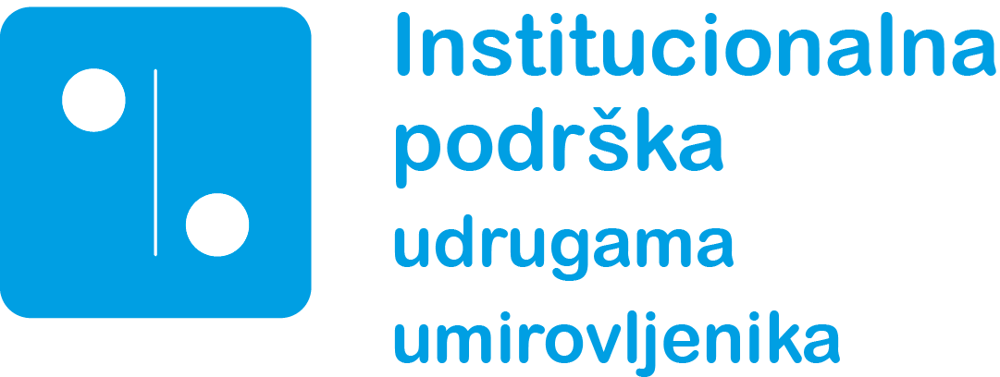 Institucionalna
podrška
udrugama
umirovljenika